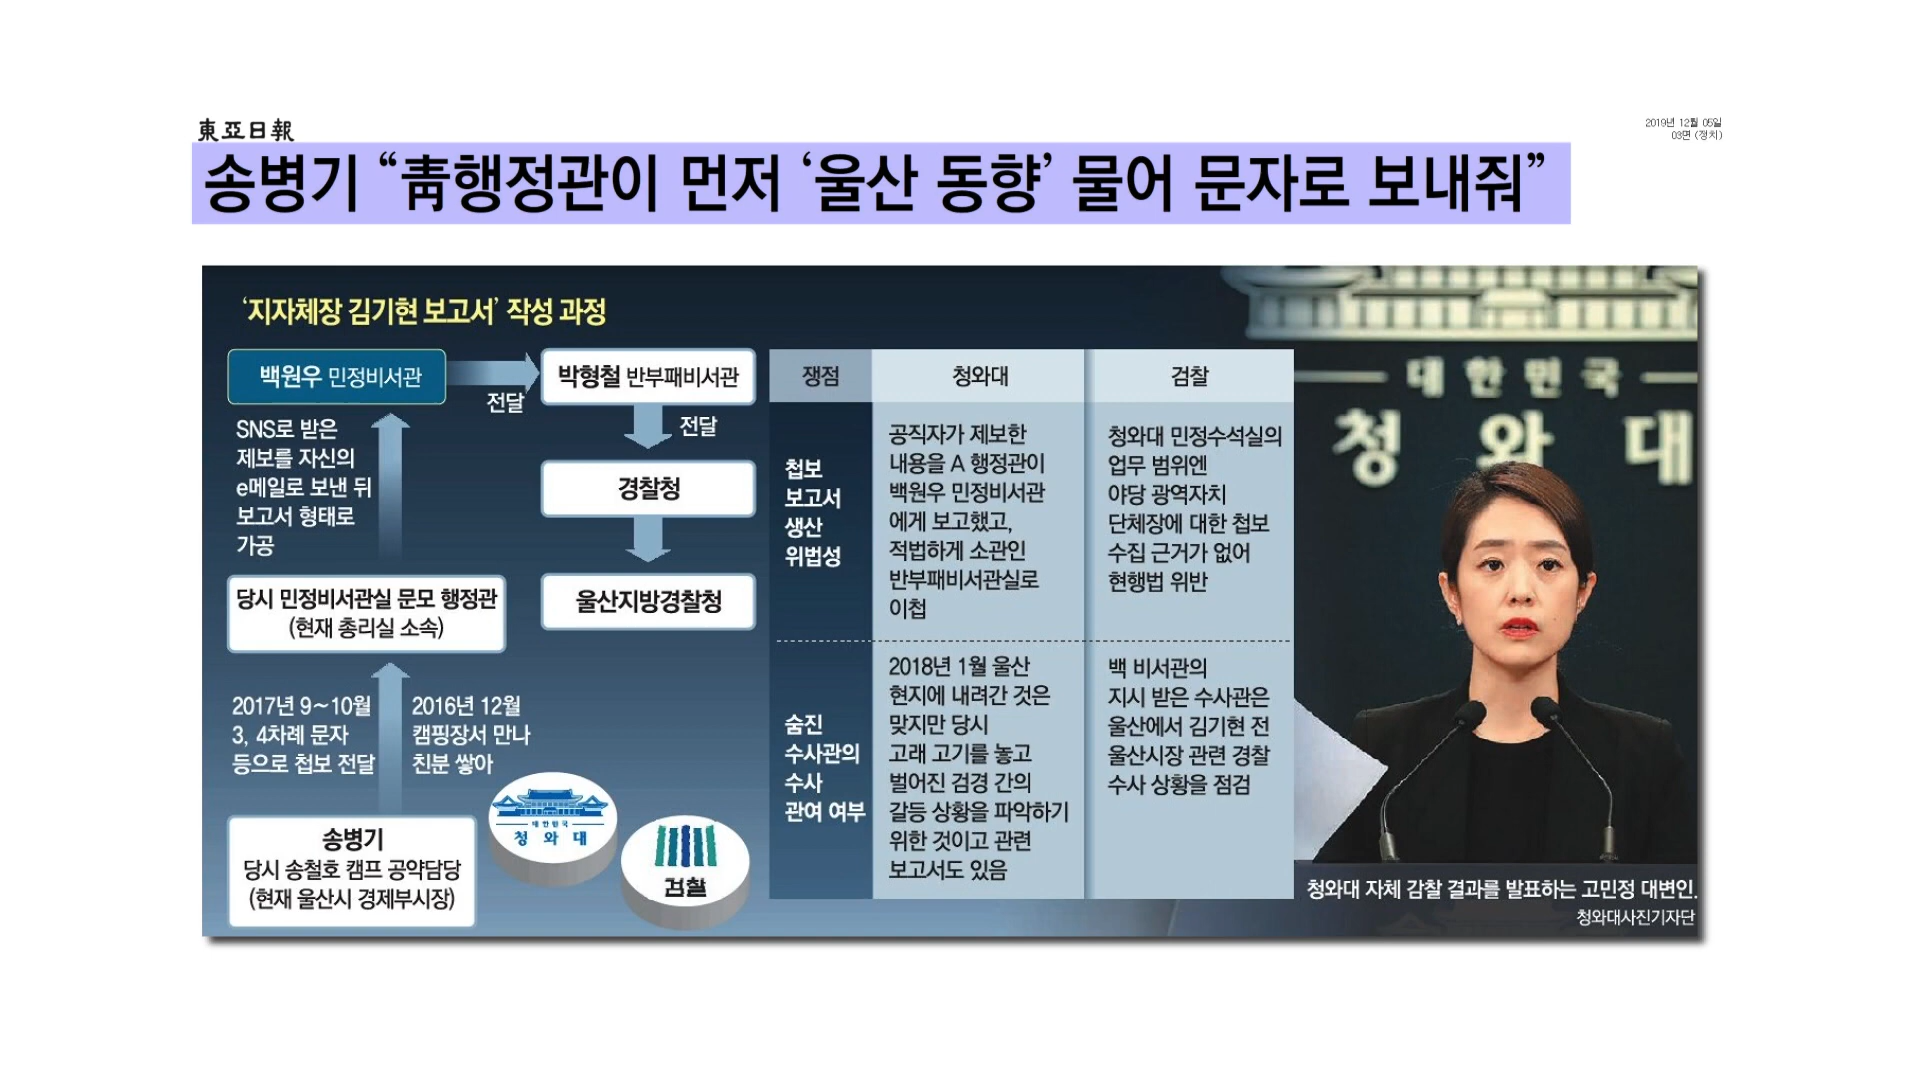 東亞日報
2019년 12월 05일
03면 (정치)
송병기 “靑행정관이 먼저 ‘울산 동향’ 물어 문자로 보내줘”
‘지자체장 김기현 보고서’ 작성 과정
백원우 민정비서관
전달
박형철 반부패비서관
전달
경찰청
울산지방경찰청
SNS로 받은
제보를 자신의
e메일로 보낸 뒤
보고서 형태로
가공
당시 민정비서관실 문모 행정관
(현재 총리실 소속)
2017년 9~10월
3, 4차례 문자
등으로 첩보 전달
2016년 12월
캠핑장서 만나
친분 쌓아
송병기
당시 송철호 캠프 공약담당
(현재 울산시 경제부시장)
대한민국
청와대
검찰
쟁점
청와대
검찰
첩보
보고서
생산
위법성
공직자가 제보한
내용을 A 행정관이
백원우 민정비서관
에게 보고했고,
적법하게 소관인
반부패비서관실로
이첩
청와대 민정수석실의
업무 범위엔
야당 광역자치
단체장에 대한 첩보
수집 근거가 없어
현행법 위반
숨진
수사관의
수사
관여 여부
2018년 1월 울산
현지에 내려간 것은
맞지만 당시
고래 고기를 놓고
벌어진 검경 간의
갈등 상황을 파악하기
위한 것이고 관련
보고서도 있음
백 비서관의
지시 받은 수사관은
울산에서 김기현 전
울산시장 관련 경찰
수사 상황을 점검
대한민국
청와대
청와대 자체 감찰 결과를 발표하는 고민정 대변인.
청와대사진기자단